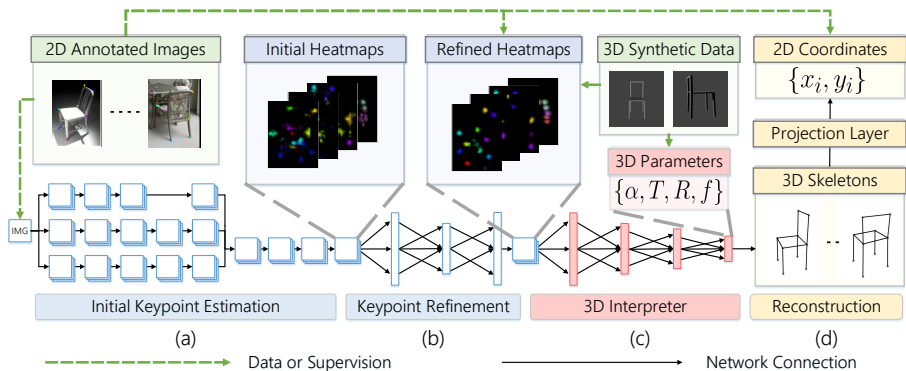 2D Annotated Images
Initial Heatmaps
Refined Heatmaps
3D Synthetic Data
2D Coordinates
{x_i, y_i}
Projection Layer
3D Parameters
{α, T, R, f}
3D Skeletons
IMG
Initial Keypoint Estimation
Keypoint Refinement
3D Interpreter
Reconstruction
(a)
(b)
(c)
(d)
Data or Supervision
Network Connection